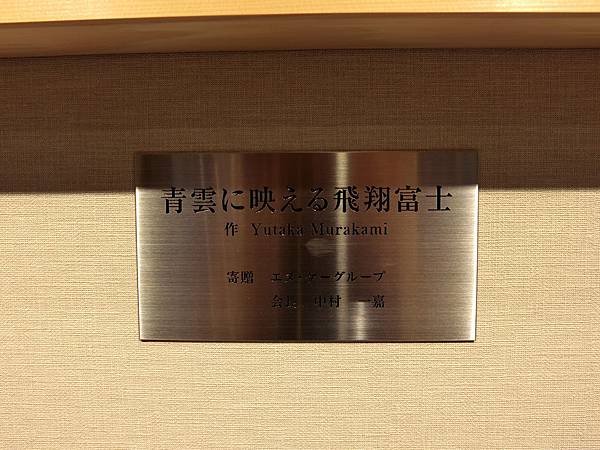 青雲に映える飛翔富士
作 Yutaka Murakami
寄贈 エヌ・ケーグループ
会長 中村 一嘉